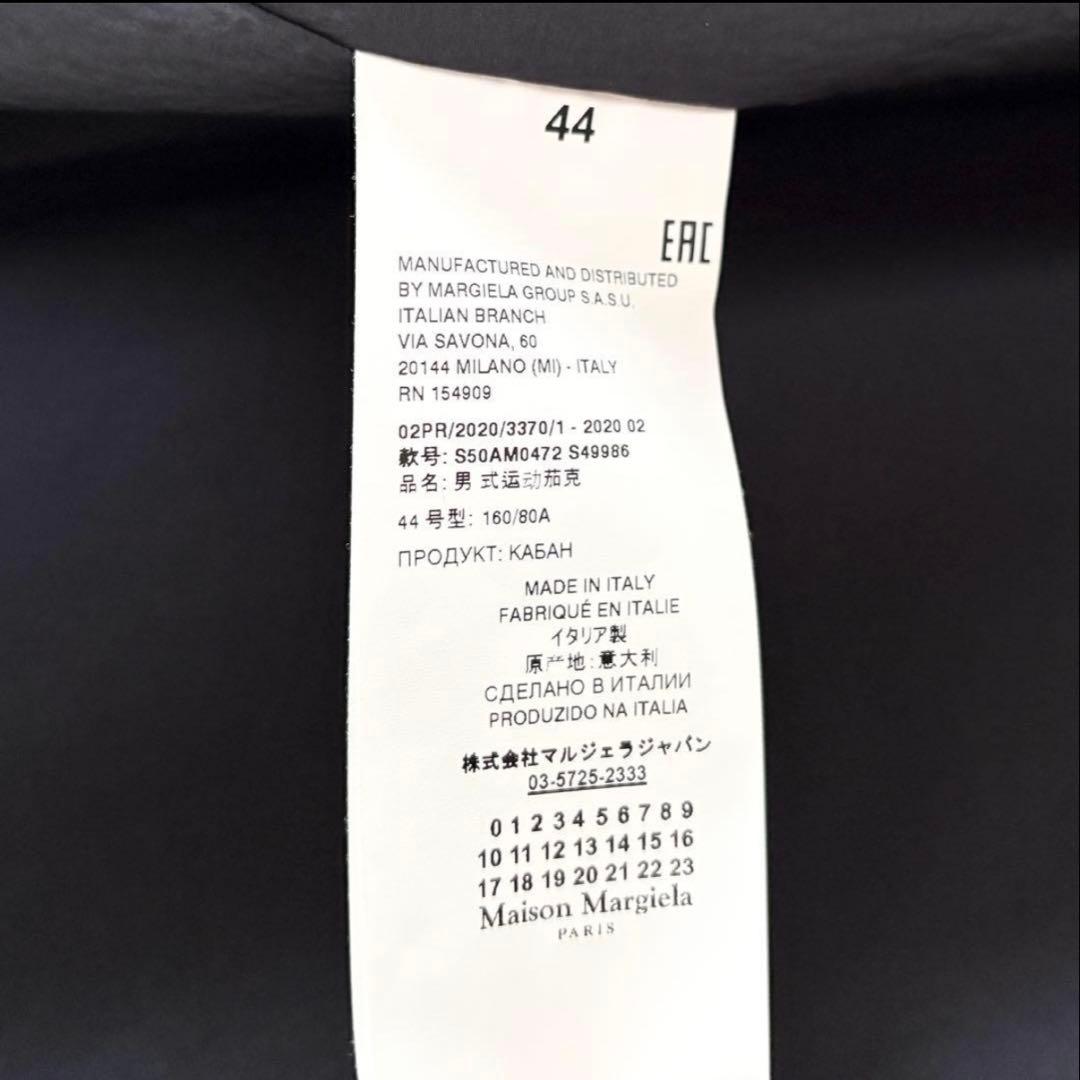 44
EAC
MANUFACTURED AND DISTRIBUTED
BY MARGIELA GROUP S.A.S.U.
ITALIAN BRANCH
VIA SAVONA, 60
20144 MILANO (MI) - ITALY
RN 154909
02PR/2020/3370/1 - 2020 02
款号: S50AM0472 S49986
品名: 男式运动茄克
44 号型: 160/80A
ПРОДУКТ: КАБАН
MADE IN ITALY
FABRIQUÉ EN ITALIE
イタリア製
原产地:意大利
СДЕЛАНО В ИТАЛИИ
PRODUZIDO NA ITALIA
株式会社マルジェラジャパン
03-5725-2333
0 1 2 3 4 5 6 7 8 9
10 11 12 13 14 15 16
17 18 19 20 21 22 23
Maison Margiela
PARIS